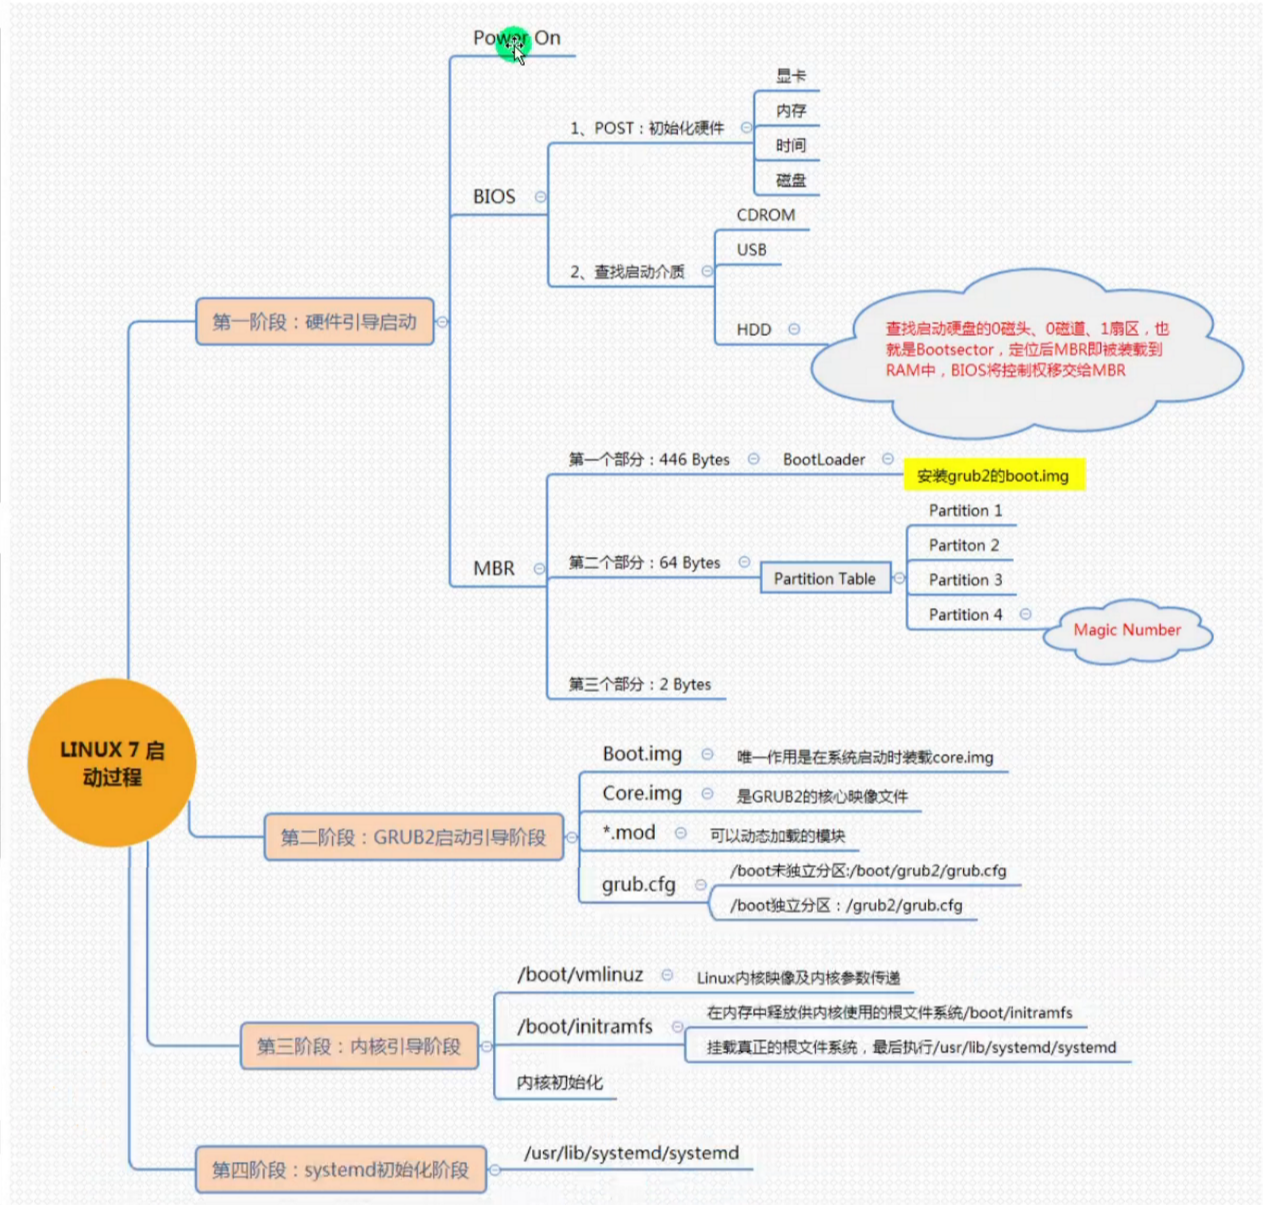 Power On
显卡
内存
1、POST：初始化硬件
时间
磁盘
BIOS
CDROM
USB
2、查找启动介质
HDD
查找启动硬盘的0磁头、0磁道、1扇区，也
就是Bootsector，定位后MBR即被装载到
RAM中，BIOS将控制权移交给MBR
第一阶段：硬件引导启动
第一个部分：446 Bytes
BootLoader
安装grub2的boot.img
Partition 1
Partiton 2
第二个部分：64 Bytes
Partition Table
Partition 3
Partition 4
Magic Number
MBR
第三个部分：2 Bytes
LINUX 7 启
动过程
Boot.img
唯一作用是在系统启动时装载core.img
Core.img
是GRUB2的核心映像文件
第二阶段：GRUB2启动引导阶段
*.mod
可以动态加载的模块
grub.cfg
/boot未独立分区:/boot/grub2/grub.cfg
/boot独立分区：/grub2/grub.cfg
/boot/vmlinuz
Linux内核映像及内核参数传递
/boot/initramfs
在内存中释放供内核使用的根文件系统/boot/initramfs
挂载真正的根文件系统，最后执行/usr/lib/systemd/systemd
第三阶段：内核引导阶段
内核初始化
第四阶段：systemd初始化阶段
/usr/lib/systemd/systemd